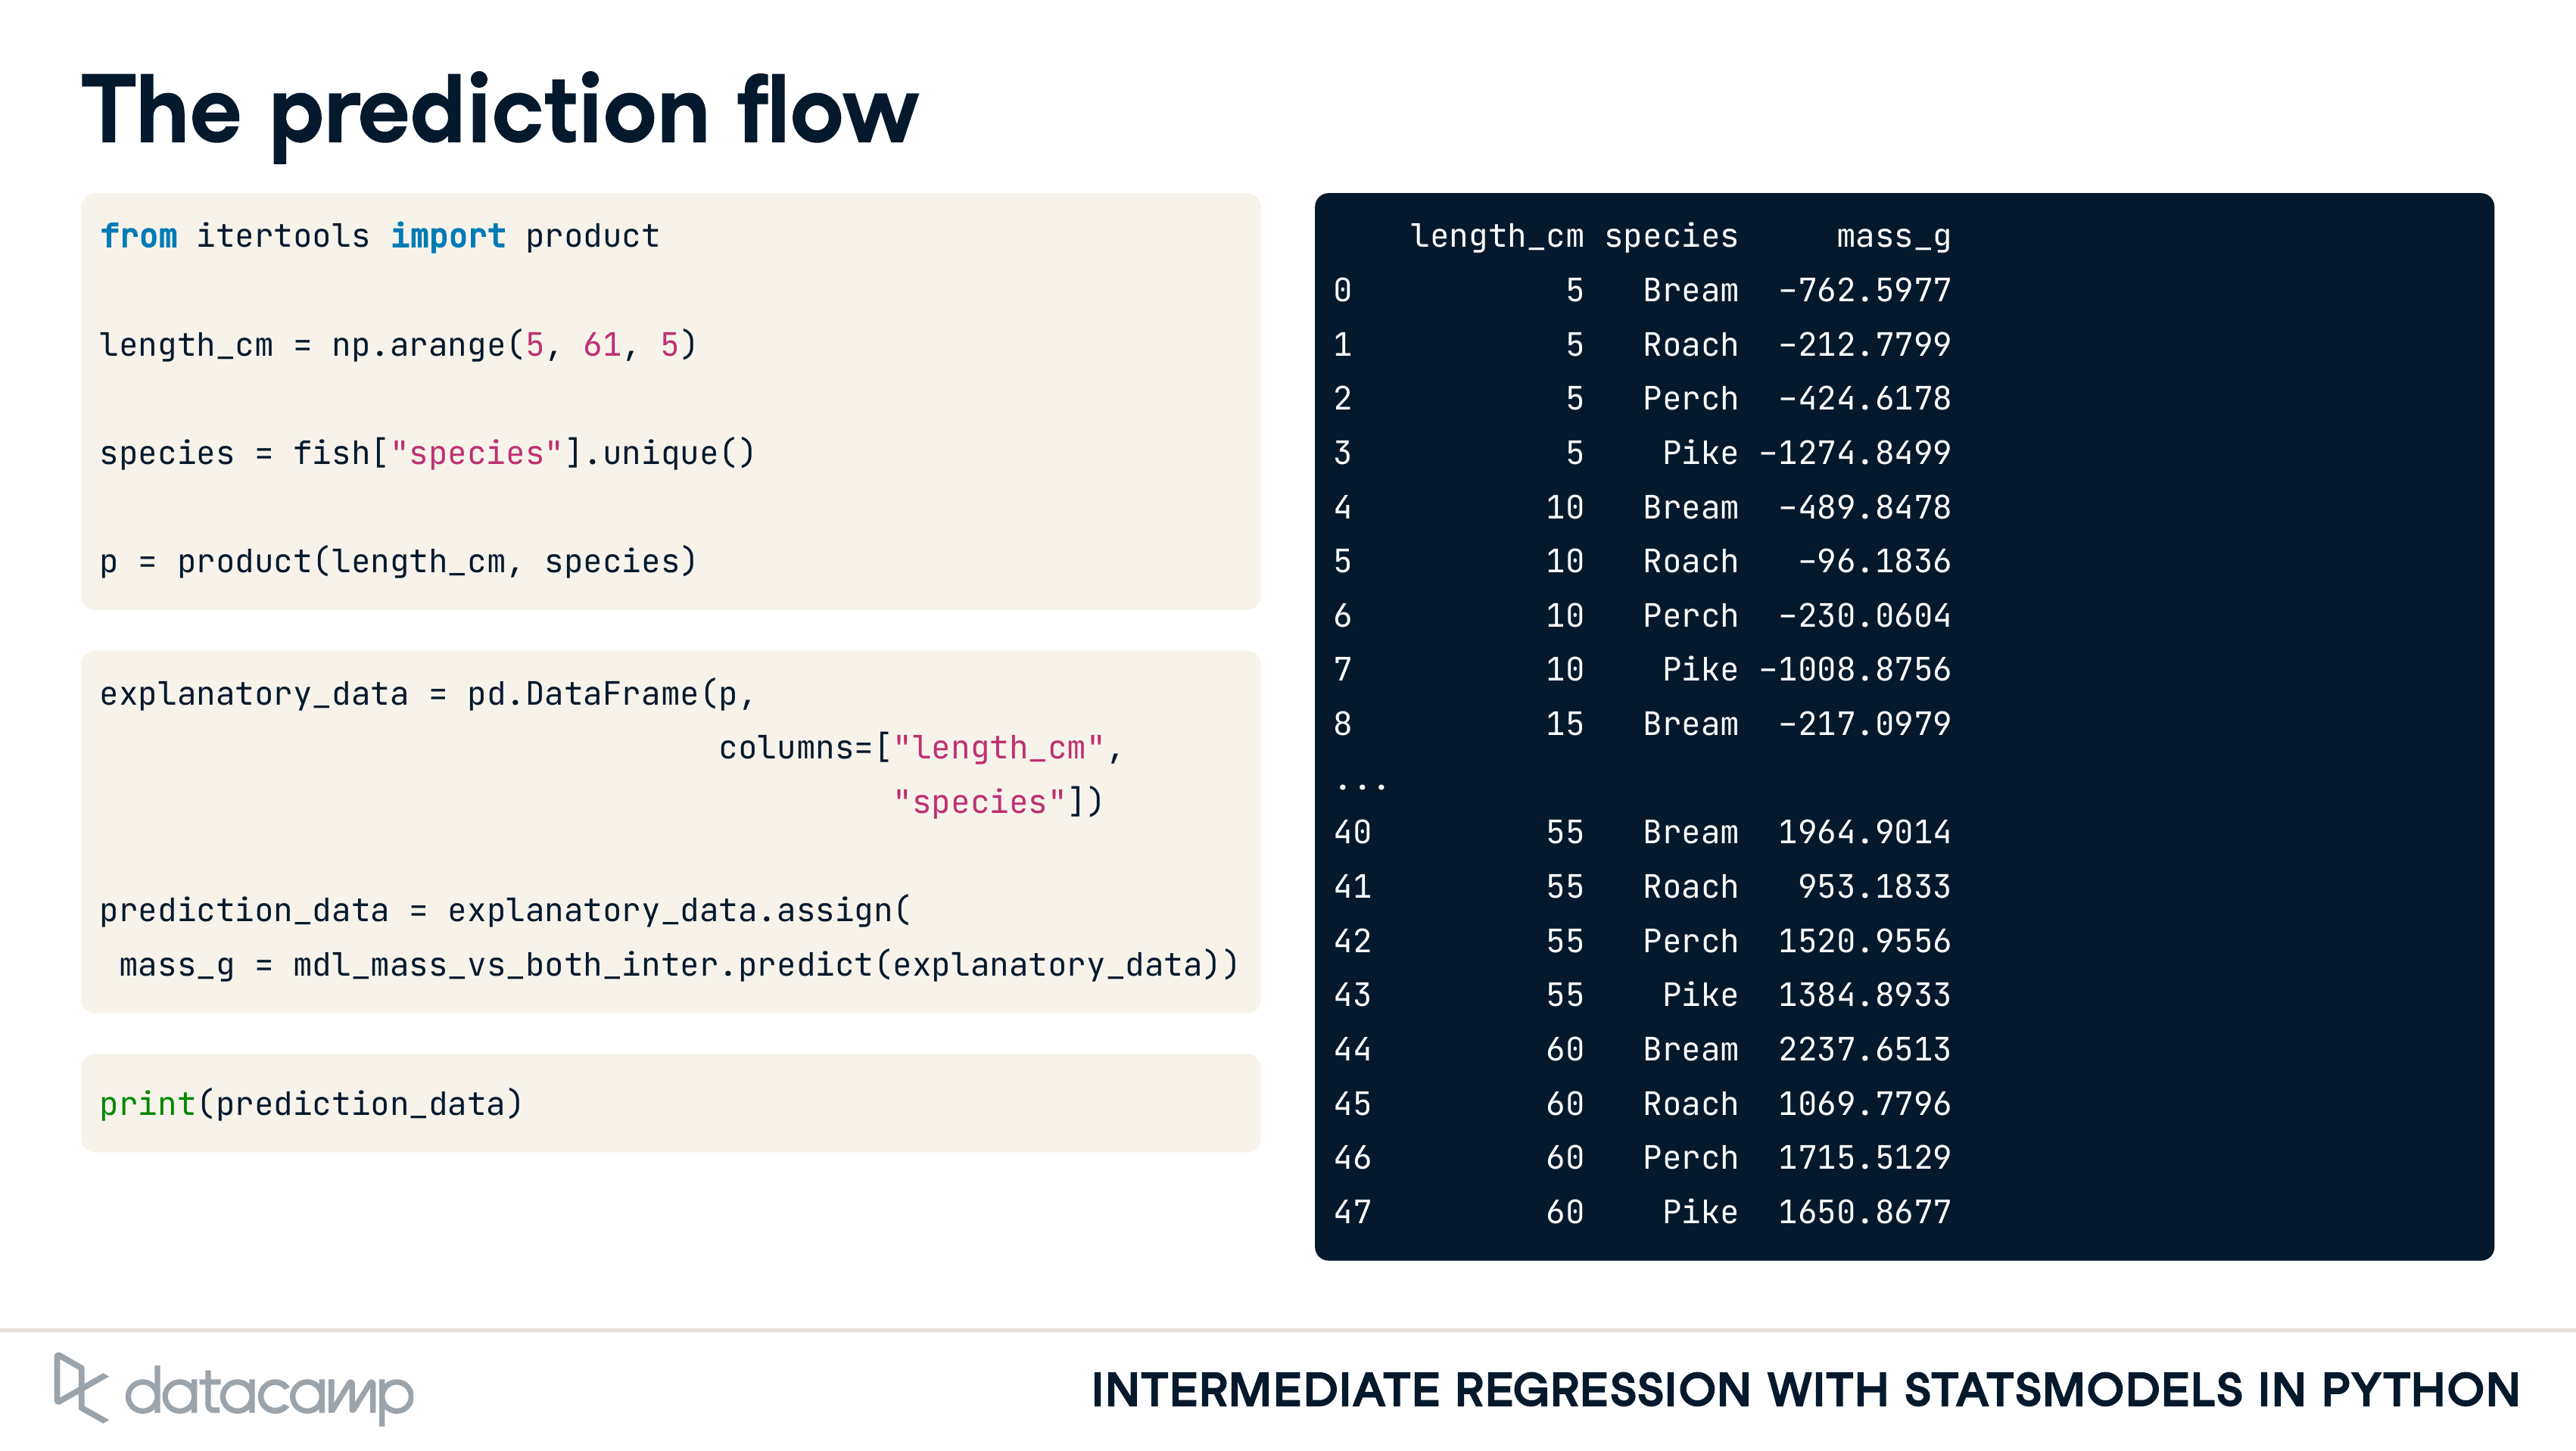 The prediction flow
from itertools import product
length_cm = np.arange(5, 61, 5)
species = fish["species"].unique()
p = product(length_cm, species)
explanatory_data = pd.DataFrame(p,
columns=["length_cm",
"species"])
prediction_data = explanatory_data.assign(
mass_g = mdl_mass_vs_both_inter.predict(explanatory_data))
print(prediction_data)
length_cm species mass_g
0 5 Bream -762.5977
1 5 Roach -212.7799
2 5 Perch -424.6178
3 5 Pike -1274.8499
4 10 Bream -489.8478
5 10 Roach -96.1836
6 10 Perch -230.0604
7 10 Pike -1008.8756
8 15 Bream -217.0979
...
40 55 Bream 1964.9014
41 55 Roach 953.1833
42 55 Perch 1520.9556
43 55 Pike 1384.8933
44 60 Bream 2237.6513
45 60 Roach 1069.7796
46 60 Perch 1715.5129
47 60 Pike 1650.8677
datacamp
INTERMEDIATE REGRESSION WITH STATSMODELS IN PYTHON